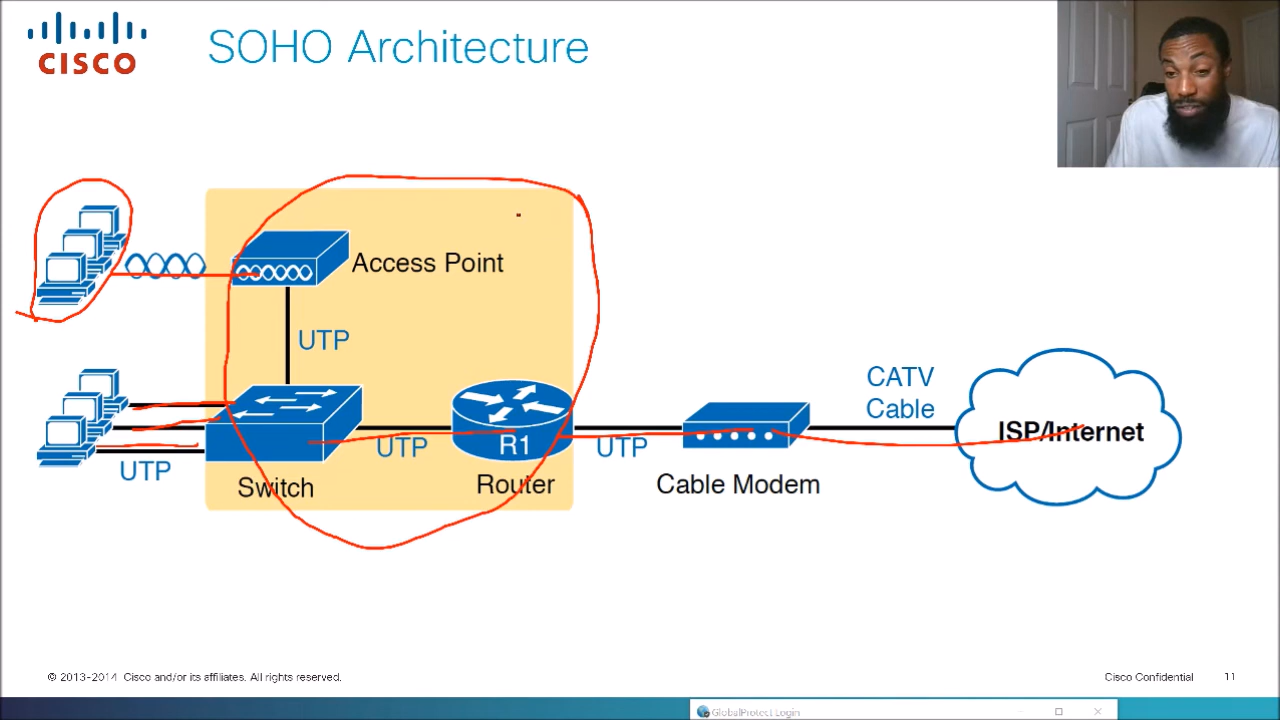 CISCO
SOHO Architecture
Access Point
UTP
CATV
Cable
ISP/Internet
R1
UTP
UTP
UTP
Switch
Router
Cable Modem
© 2013-2014 Cisco and/or its affiliates. All rights reserved.
Cisco Confidential
11
GlobalProtect Login